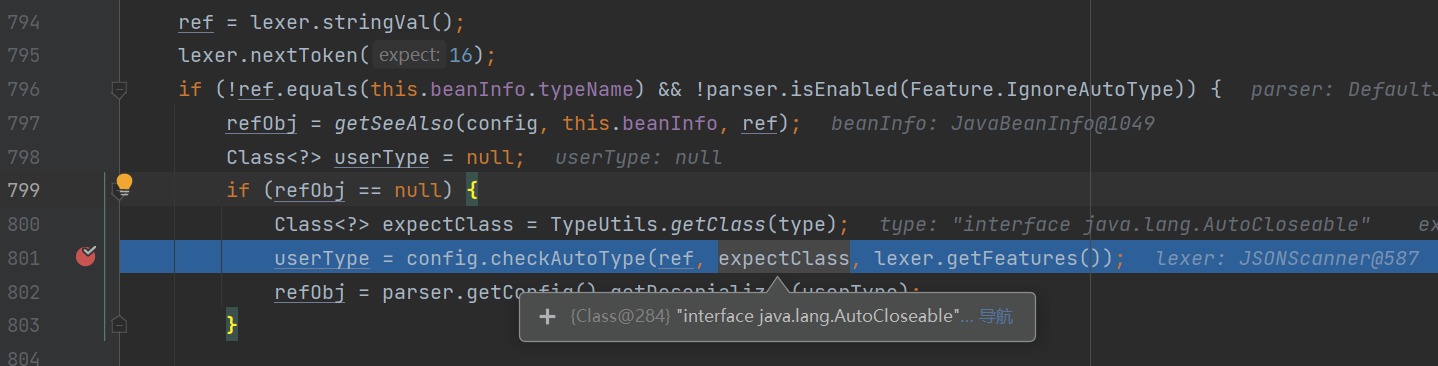 794 ref = lexer.stringVal();
795 lexer.nextToken( expect: 16);
796 if (!ref.equals(this.beanInfo.typeName) && !parser.isEnabled(Feature.IgnoreAutoType)) { parser: DefaultJ
797 refObj = getSeeAlso(config, this.beanInfo, ref); beanInfo: JavaBeanInfo@1049
798 Class<?> userType = null; userType: null
799 if (refObj == null) {
800 Class<?> expectClass = TypeUtils.getClass(type); type: "interface java.lang.AutoCloseable" ex
801 userType = config.checkAutoType(ref, expectClass, lexer.getFeatures()); lexer: JSONScanner@587
802 refObj = parser.getConfig() (userType);
{Class@284} "interface java.lang.AutoCloseable"... 导航
803 }
804